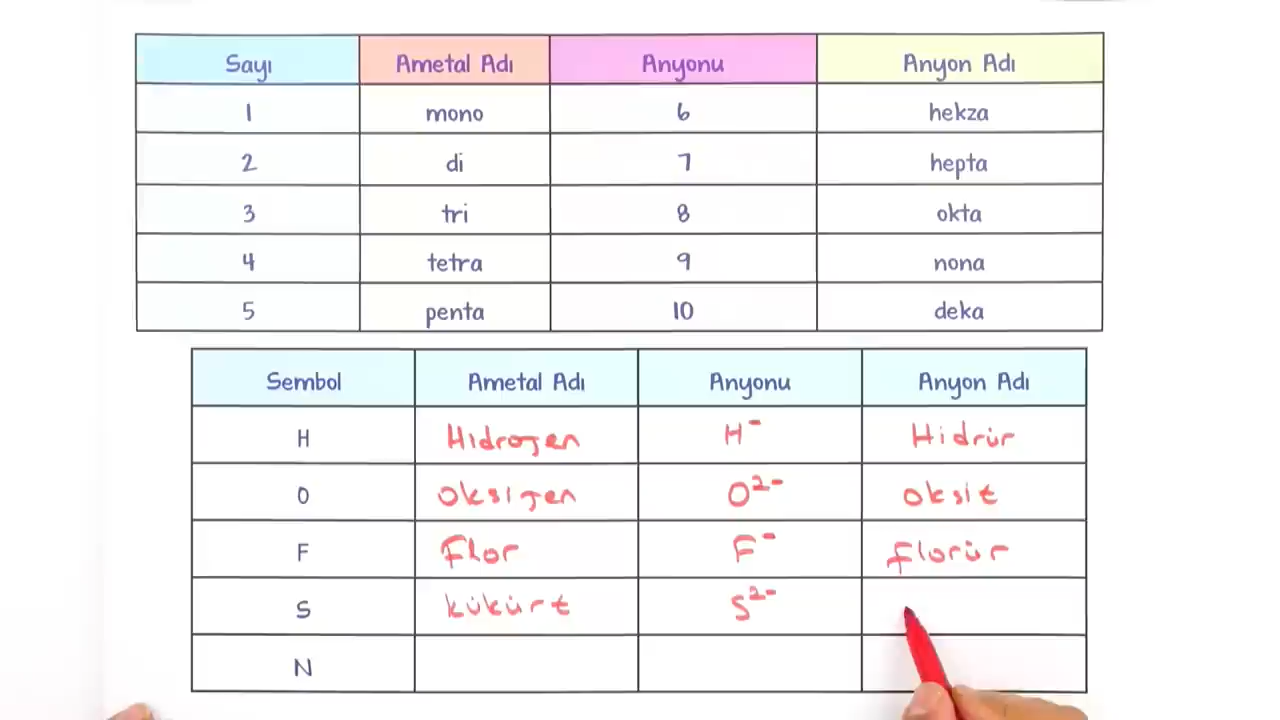 Sayı Ametal Adı Anyonu Anyon Adı
1 mono 6 hekza
2 di 7 hepta
3 tri 8 okta
4 tetra 9 nona
5 penta 10 deka
Sembol Ametal Adı Anyonu Anyon Adı
H Hidrogen H⁻ Hidrür
O oksigen O²⁻ oksit
F Flor F⁻ florür
S kükürt S²⁻
N